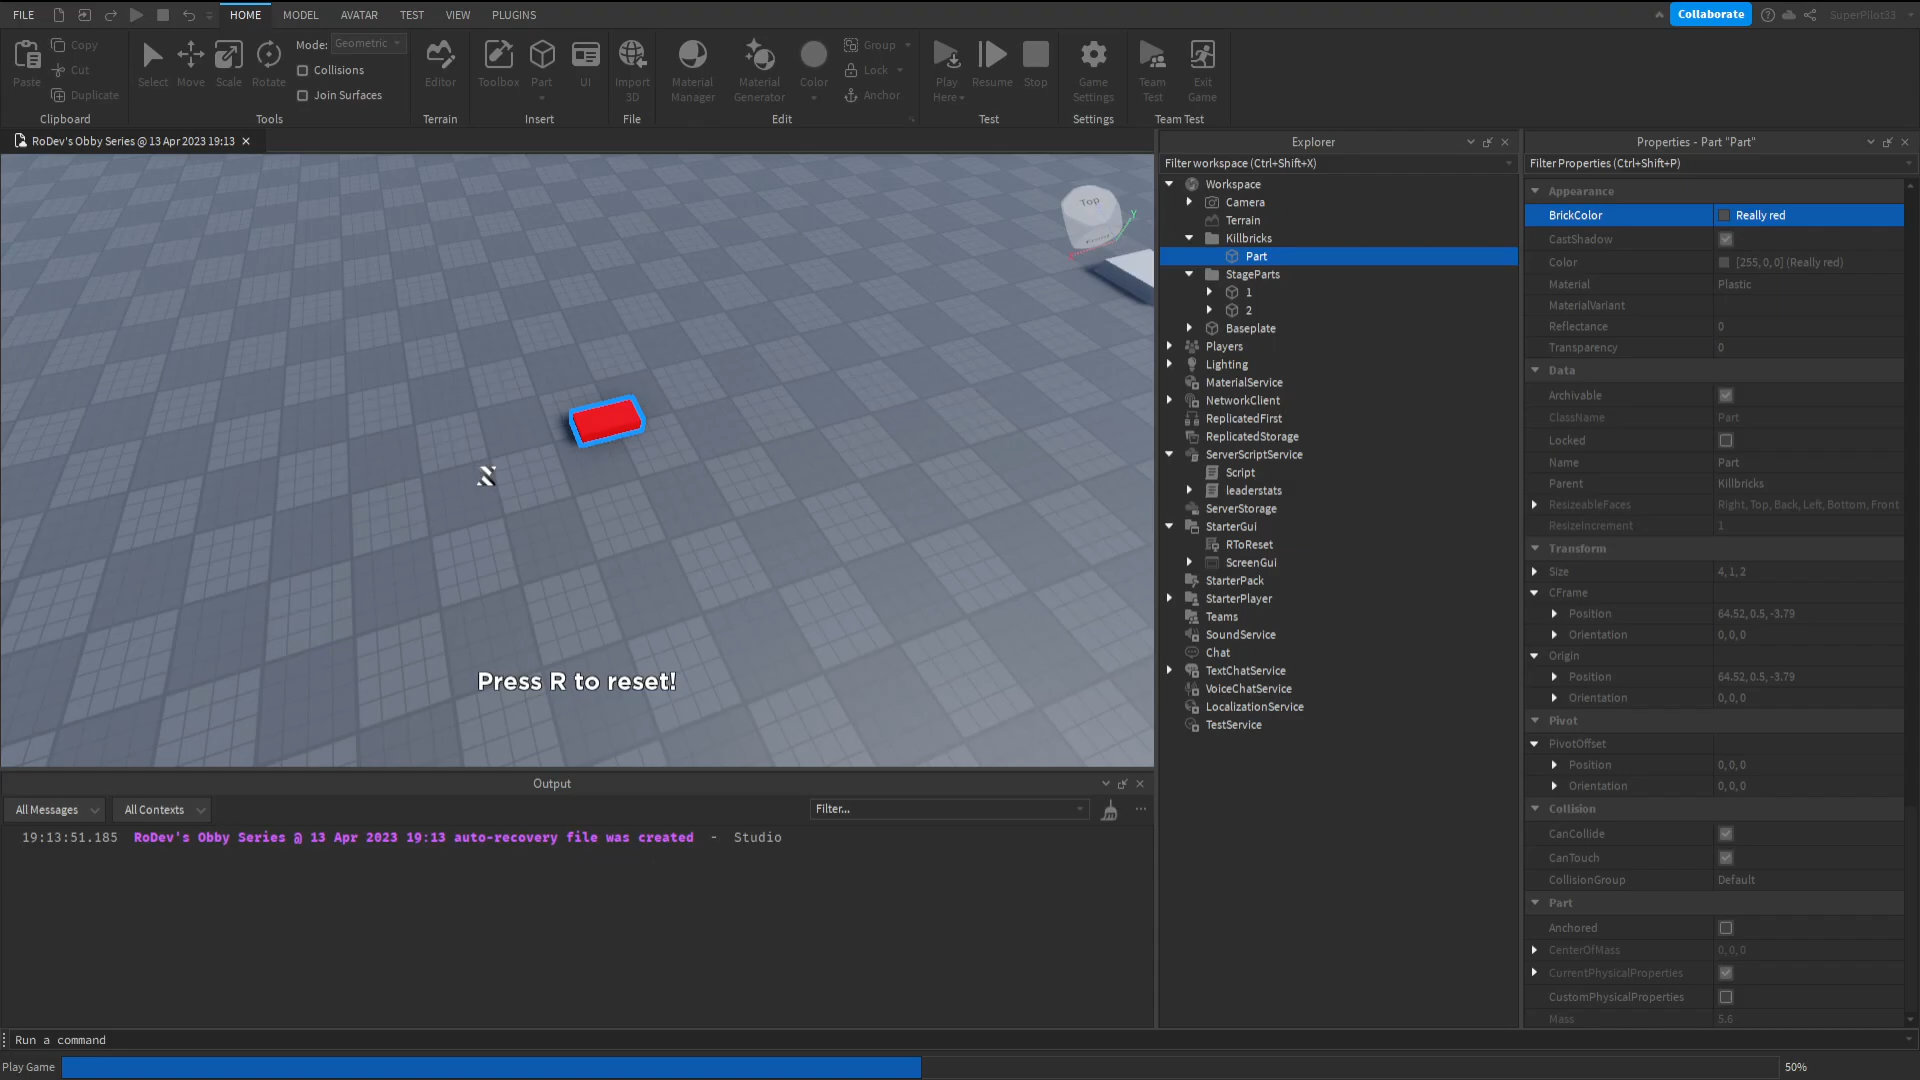 FILE
HOME
MODEL
AVATAR
TEST
VIEW
PLUGINS
Collaborate
SuperPilot33
Paste
Copy
Cut
Duplicate
Clipboard
Select
Move
Scale
Rotate
Mode:
Geometric
Collisions
Join Surfaces
Tools
Editor
Terrain
Toolbox
Part
UI
Insert
Import
3D
File
Material
Manager
Material
Generator
Color
Group
Lock
Anchor
Edit
Play
Here
Resume
Stop
Test
Game
Settings
Settings
Team
Test
Exit
Game
Team Test
RoDev's Obby Series @ 13 Apr 2023 19:13
Top
Y
Press R to reset!
Output
All Messages
All Contexts
Filter...
19:13:51.185 RoDev's Obby Series @ 13 Apr 2023 19:13 auto-recovery file was created - Studio
Run a command
Play Game
50%
Explorer
Filter workspace (Ctrl+Shift+X)
Workspace
Camera
Terrain
Killbricks
Part
StageParts
1
2
Baseplate
Players
Lighting
MaterialService
NetworkClient
ReplicatedFirst
ReplicatedStorage
ServerScriptService
Script
leaderstats
ServerStorage
StarterGui
RToReset
ScreenGui
StarterPack
StarterPlayer
Teams
SoundService
Chat
TextChatService
VoiceChatService
LocalizationService
TestService
Properties - Part "Part"
Filter Properties (Ctrl+Shift+P)
Appearance
BrickColor Really red
CastShadow
Color [255, 0, 0] (Really red)
Material Plastic
MaterialVariant
Reflectance 0
Transparency 0
Data
Archivable
ClassName Part
Locked
Name Part
Parent Killbricks
ResizeableFaces Right, Top, Back, Left, Bottom, Front
ResizeIncrement 1
Transform
Size 4, 1, 2
CFrame
Position 64.52, 0.5, -3.79
Orientation 0, 0, 0
Origin
Position 64.52, 0.5, -3.79
Orientation 0, 0, 0
Pivot
PivotOffset
Position 0, 0, 0
Orientation 0, 0, 0
Collision
CanCollide
CanTouch
CollisionGroup Default
Part
Anchored
CenterOfMass 0, 0, 0
CurrentPhysicalProperties
CustomPhysicalProperties
Mass 5.6